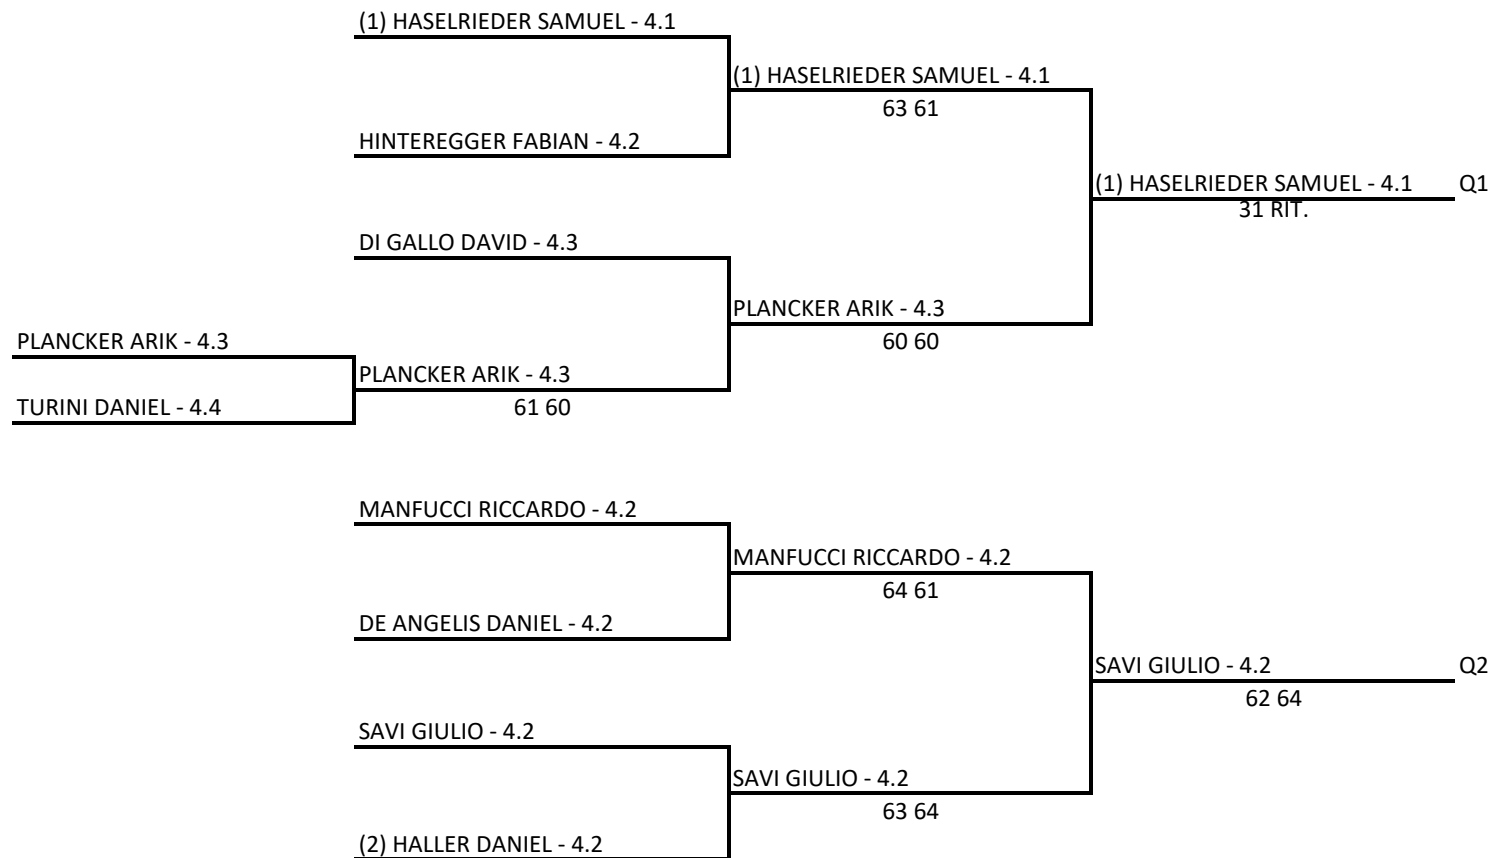 (1) HASELRIEDER SAMUEL - 4.1
(1) HASELRIEDER SAMUEL - 4.1
63 61
HINTEREGGER FABIAN - 4.2
(1) HASELRIEDER SAMUEL - 4.1 Q1
31 RIT.
DI GALLO DAVID - 4.3
PLANCKER ARIK - 4.3
60 60
PLANCKER ARIK - 4.3
PLANCKER ARIK - 4.3
61 60
TURINI DANIEL - 4.4
MANFUCCI RICCARDO - 4.2
MANFUCCI RICCARDO - 4.2
64 61
DE ANGELIS DANIEL - 4.2
SAVI GIULIO - 4.2 Q2
62 64
SAVI GIULIO - 4.2
SAVI GIULIO - 4.2
63 64
(2) HALLER DANIEL - 4.2